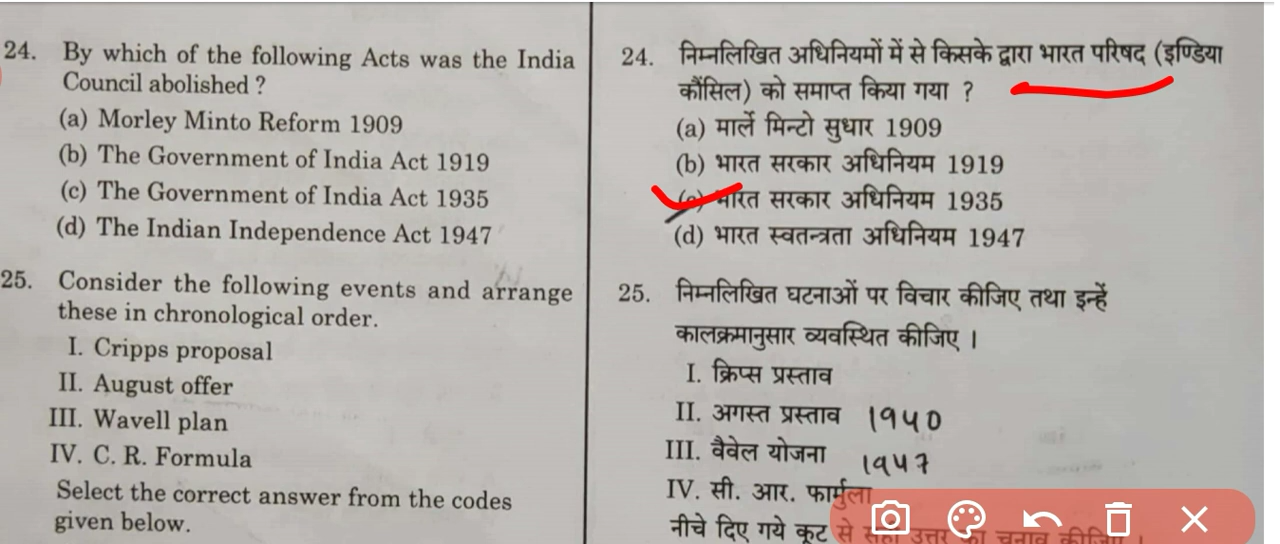 24. By which of the following Acts was the India
Council abolished ?
(a) Morley Minto Reform 1909
(b) The Government of India Act 1919
(c) The Government of India Act 1935
(d) The Indian Independence Act 1947
25. Consider the following events and arrange
these in chronological order.
I. Cripps proposal
II. August offer
III. Wavell plan
IV. C. R. Formula
Select the correct answer from the codes
given below.
24. निम्नलिखित अधिनियमों में से किसके द्वारा भारत परिषद (इण्डिया
कौंसिल) को समाप्त किया गया ?
(a) मार्ले मिन्टो सुधार 1909
(b) भारत सरकार अधिनियम 1919
(c) भारत सरकार अधिनियम 1935
(d) भारत स्वतन्त्रता अधिनियम 1947
25. निम्नलिखित घटनाओं पर विचार कीजिए तथा इन्हें
कालक्रमानुसार व्यवस्थित कीजिए ।
I. क्रिप्स प्रस्ताव
II. अगस्त प्रस्ताव 1940
III. वैवेल योजना 1947
IV. सी. आर. फार्मुला
नीचे दिए गये कूट से सही उत्तर का चुनाव कीजिए ।